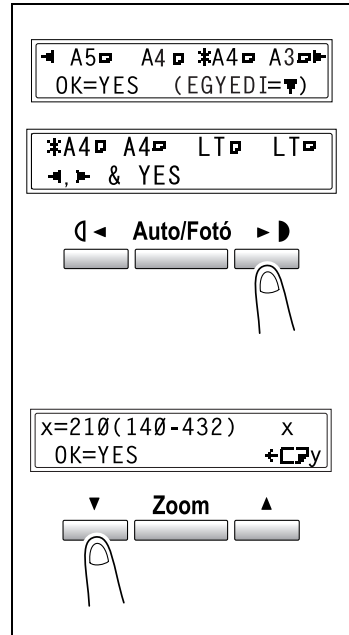 ◄ A5 A4 *A4 A3►
OK=YES (EGYEDI=▼)
*A4 A4 LT LT
◄,► & YES
◄ Auto/Fotó ►
x=210(140-432) x
OK=YES ←y
▼ Zoom ▲